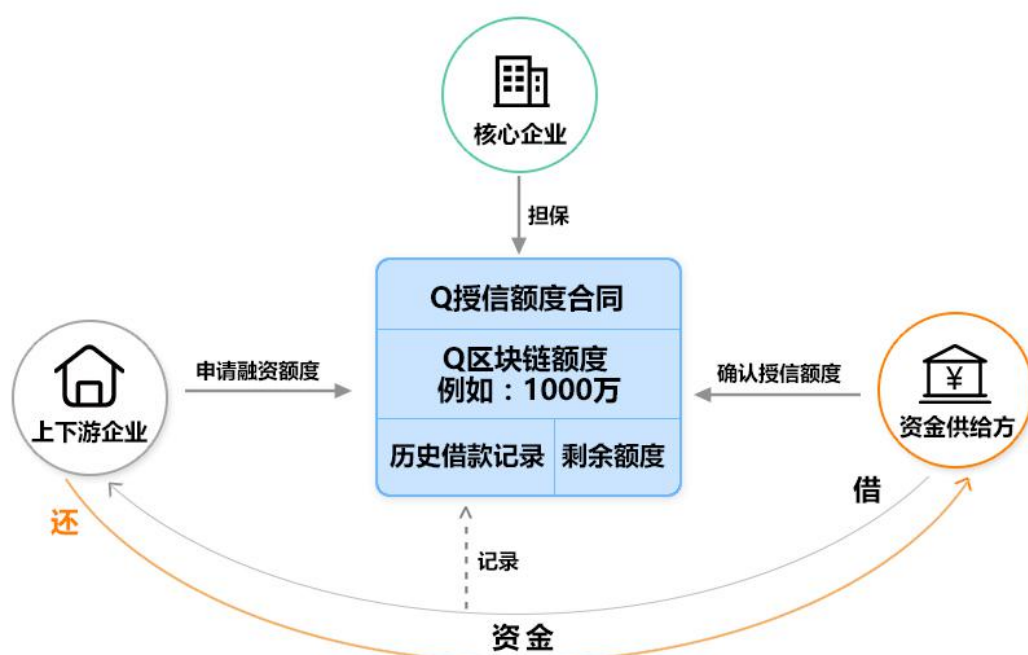 核心企业
担保
Q授信额度合同
Q区块链额度
例如：1000万
历史借款记录
剩余额度
申请融资额度
确认授信额度
上下游企业
¥
资金供给方
还
借
记录
资金